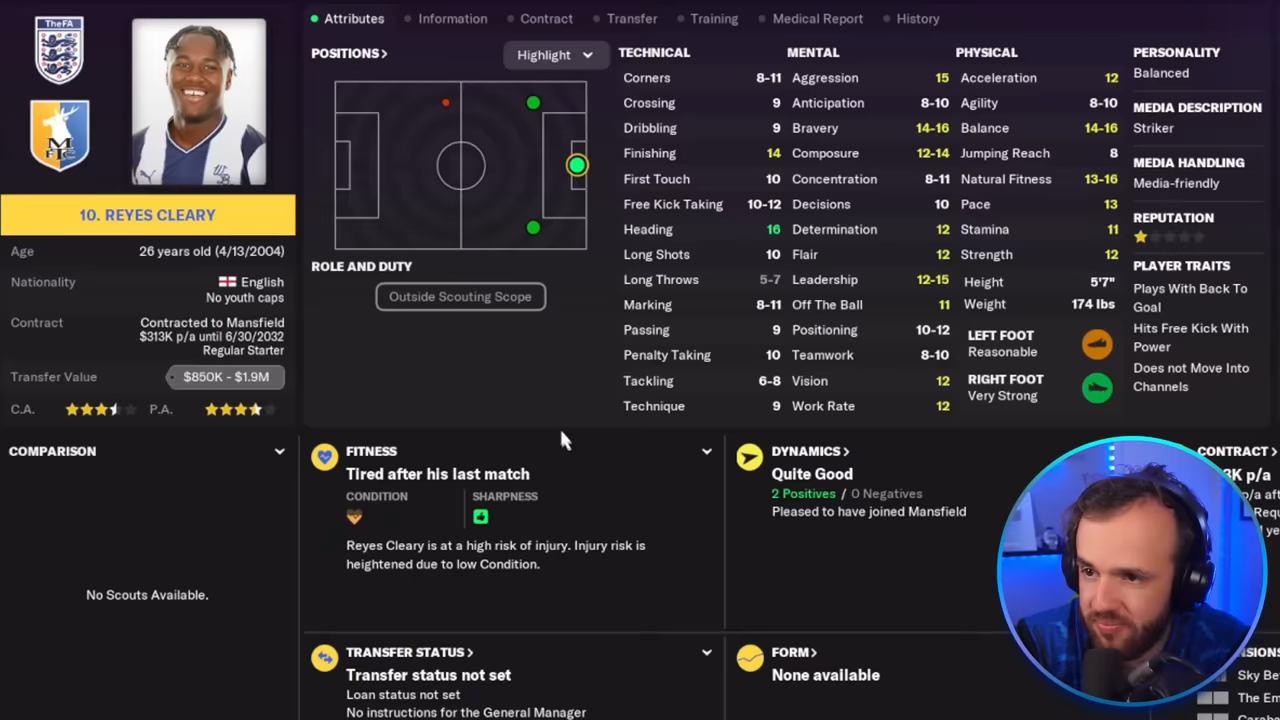 Attributes
Information
Contract
Transfer
Training
Medical Report
History
TheFA
MFC
10. REYES CLEARY
Age 26 years old (4/13/2004)
Nationality English
No youth caps
Contract Contracted to Mansfield
$313K p/a until 6/30/2032
Regular Starter
Transfer Value $850K - $1.9M
C.A. P.A.
POSITIONS>
Highlight
ROLE AND DUTY
Outside Scouting Scope
TECHNICAL
Corners 8-11
Crossing 9
Dribbling 9
Finishing 14
First Touch 10
Free Kick Taking 10-12
Heading 16
Long Shots 10
Long Throws 5-7
Marking 8-11
Passing 9
Penalty Taking 10
Tackling 6-8
Technique 9
MENTAL
Aggression 15
Anticipation 8-10
Bravery 14-16
Composure 12-14
Concentration 8-11
Decisions 10
Determination 12
Flair 12
Leadership 12-15
Off The Ball 11
Positioning 10-12
Teamwork 8-10
Vision 12
Work Rate 12
PHYSICAL
Acceleration 12
Agility 8-10
Balance 14-16
Jumping Reach 8
Natural Fitness 13-16
Pace 13
Stamina 11
Strength 12
Height 5'7"
Weight 174 lbs
LEFT FOOT
Reasonable
RIGHT FOOT
Very Strong
PERSONALITY
Balanced
MEDIA DESCRIPTION
Striker
MEDIA HANDLING
Media-friendly
REPUTATION
PLAYER TRAITS
Plays With Back To
Goal
Hits Free Kick With
Power
Does not Move Into
Channels
COMPARISON
No Scouts Available.
FITNESS
Tired after his last match
CONDITION
SHARPNESS
Reyes Cleary is at a high risk of injury. Injury risk is
heightened due to low Condition.
DYNAMICS>
Quite Good
2 Positives / 0 Negatives
Pleased to have joined Mansfield
CONTRACT>
3K p/a
TRANSFER STATUS>
Transfer status not set
Loan status not set
No instructions for the General Manager
FORM>
None available
Sky Be
The Em